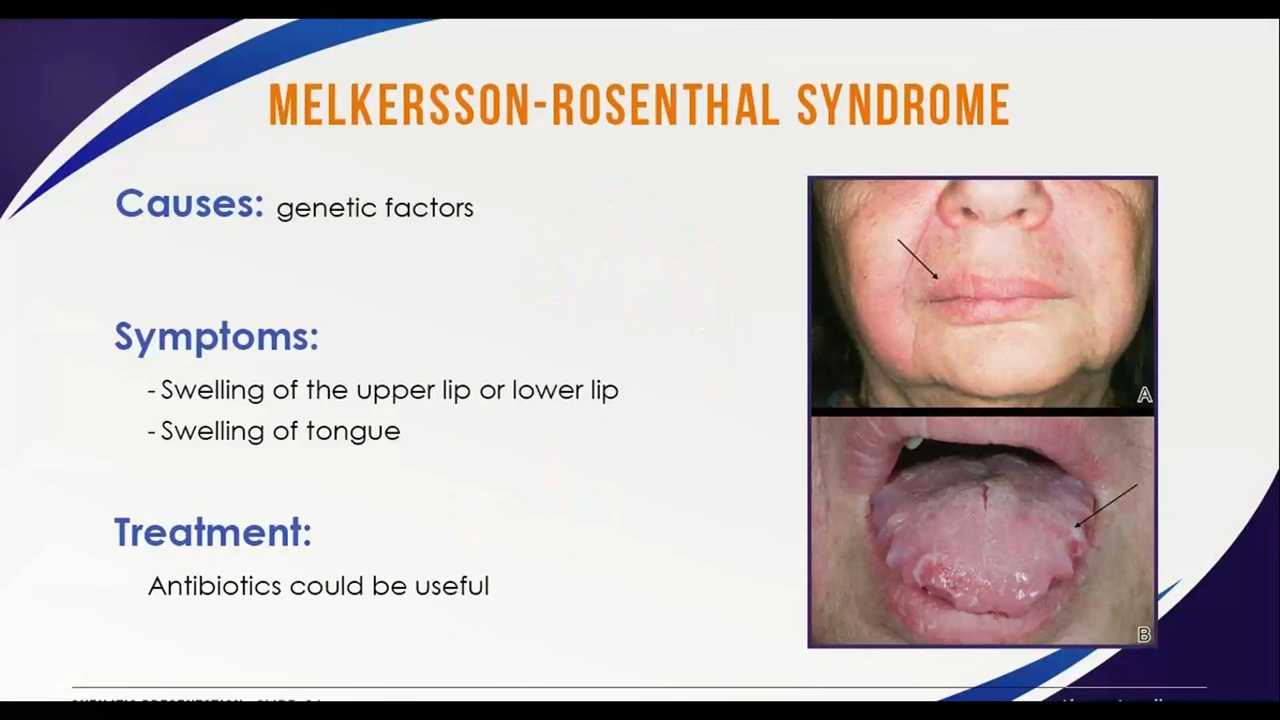 MELKERSSON-ROSENTHAL SYNDROME
Causes: genetic factors
Symptoms:
- Swelling of the upper lip or lower lip
- Swelling of tongue
Treatment:
Antibiotics could be useful
A
B